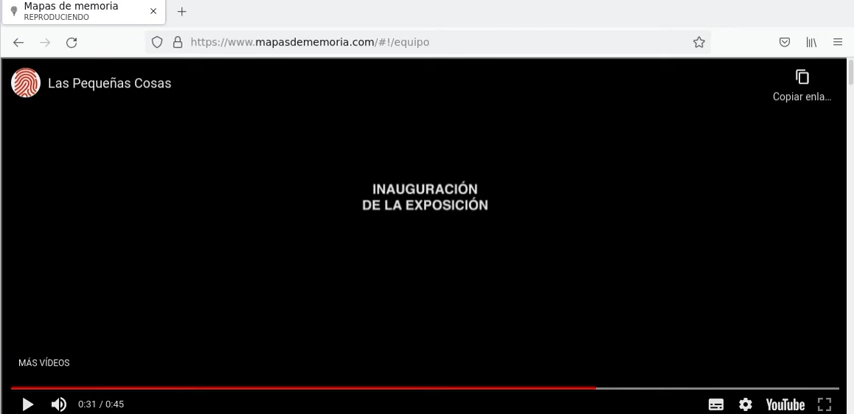 Mapas de memoria
REPRODUCIENDO
https://www.mapasdememoria.com/#!/equipo
Las Pequeñas Cosas
Copiar enla...
INAUGURACIÓN
DE LA EXPOSICIÓN
MÁS VÍDEOS
0:31 / 0:45
YouTube